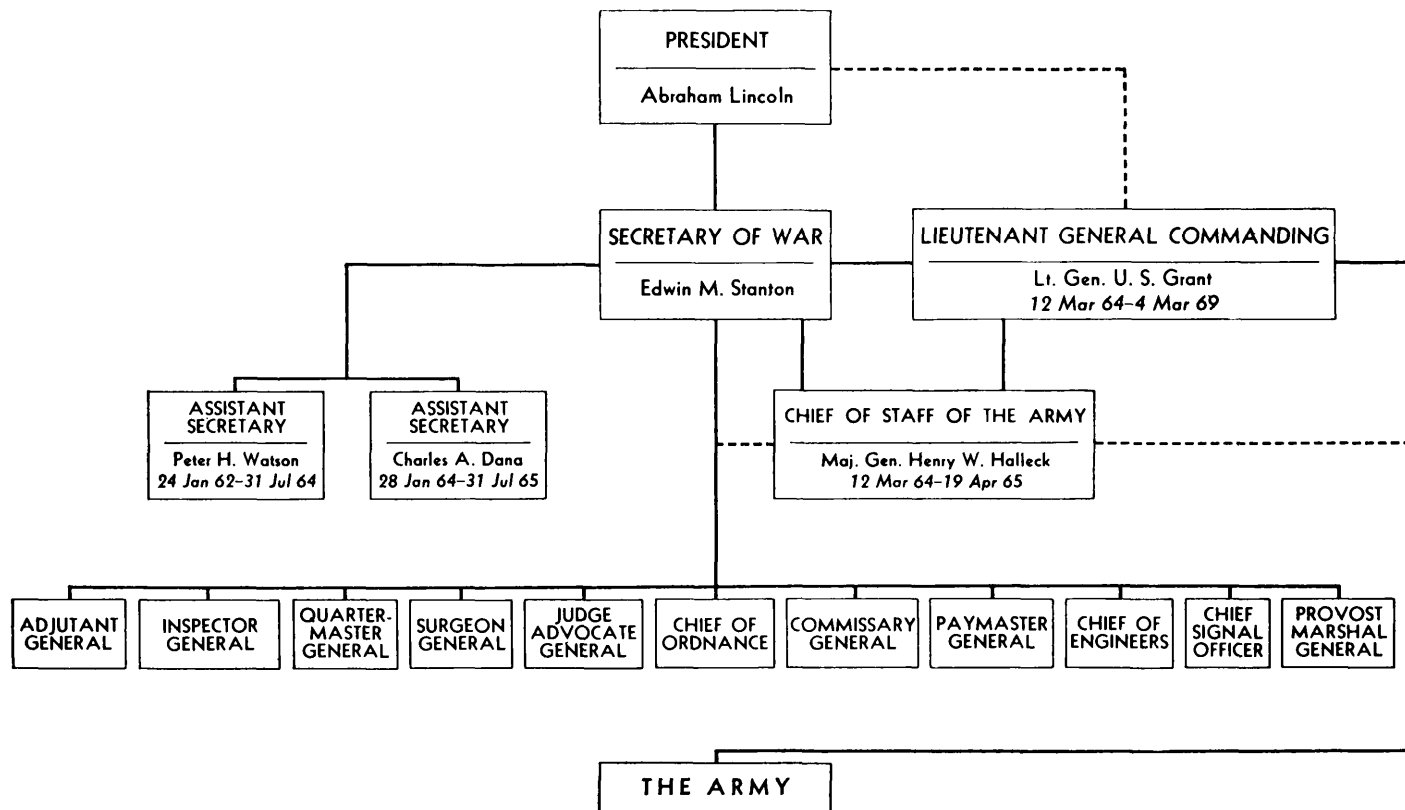 PRESIDENT
Abraham Lincoln
SECRETARY OF WAR
Edwin M. Stanton
LIEUTENANT GENERAL COMMANDING
Lt. Gen. U. S. Grant
12 Mar 64–4 Mar 69
ASSISTANT
SECRETARY
Peter H. Watson
24 Jan 62–31 Jul 64
ASSISTANT
SECRETARY
Charles A. Dana
28 Jan 64–31 Jul 65
CHIEF OF STAFF OF THE ARMY
Maj. Gen. Henry W. Halleck
12 Mar 64–19 Apr 65
ADJUTANT
GENERAL
INSPECTOR
GENERAL
QUARTER-
MASTER
GENERAL
SURGEON
GENERAL
JUDGE
ADVOCATE
GENERAL
CHIEF OF
ORDNANCE
COMMISSARY
GENERAL
PAYMASTER
GENERAL
CHIEF OF
ENGINEERS
CHIEF
SIGNAL
OFFICER
PROVOST
MARSHAL
GENERAL
THE ARMY